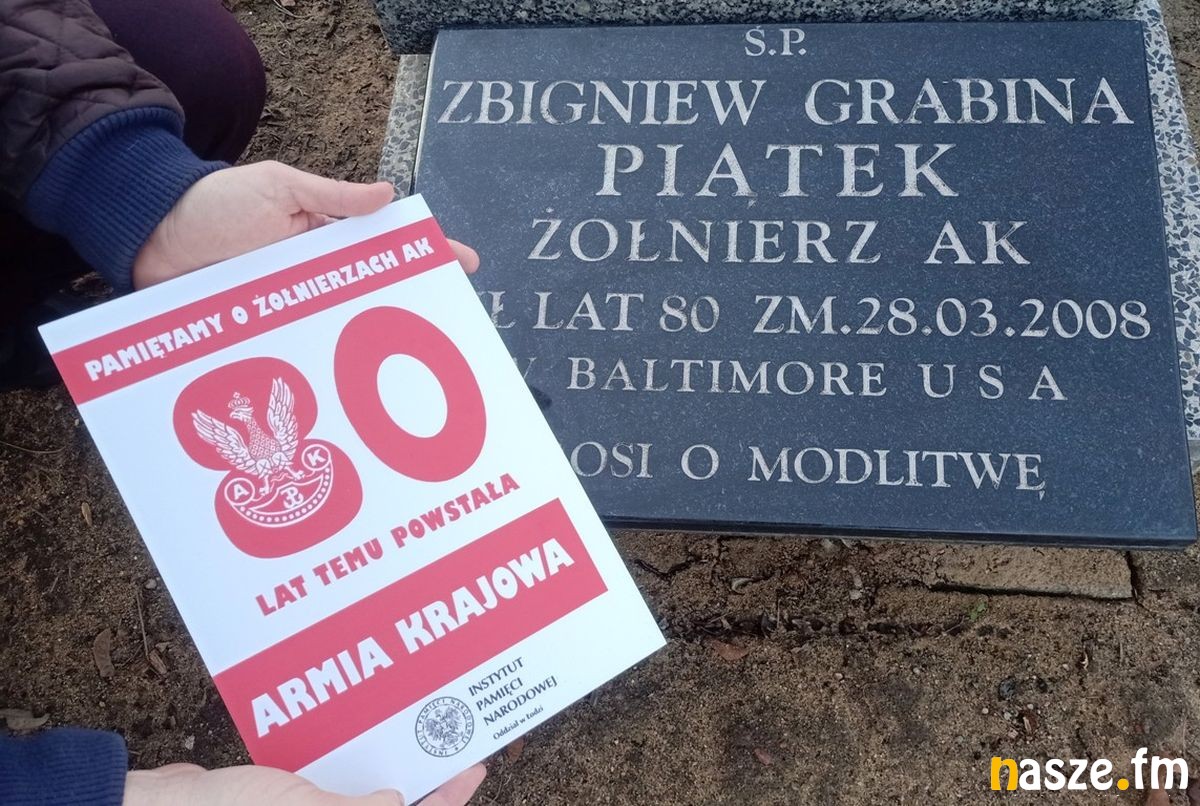 Ś.P.
ZBIGNIEW GRABINA
PIĄTEK
ŻOŁNIERZ AK
Ł LAT 80 ZM.28.03.2008
BALTIMORE U S A
OSI O MODLITWĘ
PAMIĘTAMY O ŻOŁNIERZACH AK
80
A K
LAT TEMU POWSTAŁA
ARMIA KRAJOWA
INSTYTUT
PAMIĘCI
NARODOWEJ
Oddział w Łodzi
nasze.fm